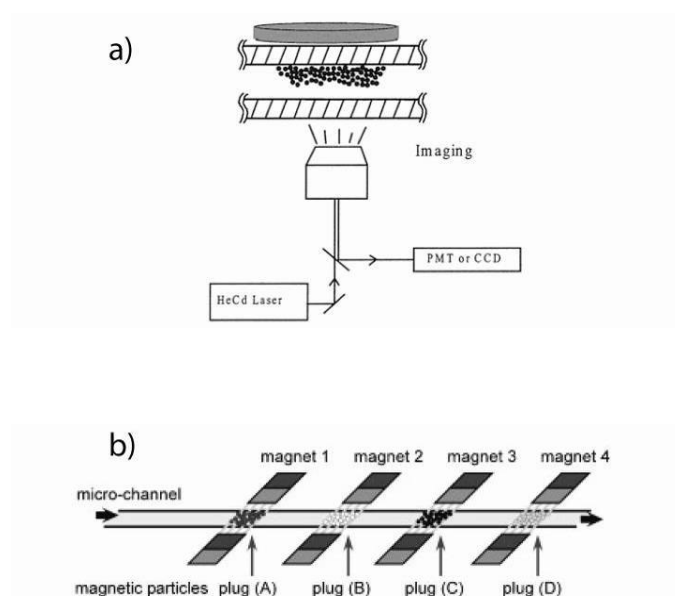 a)
Imaging
PMT or CCD
HeCd Laser
b)
magnet 1 magnet 2 magnet 3 magnet 4
micro-channel
magnetic particles plug (A) plug (B) plug (C) plug (D)